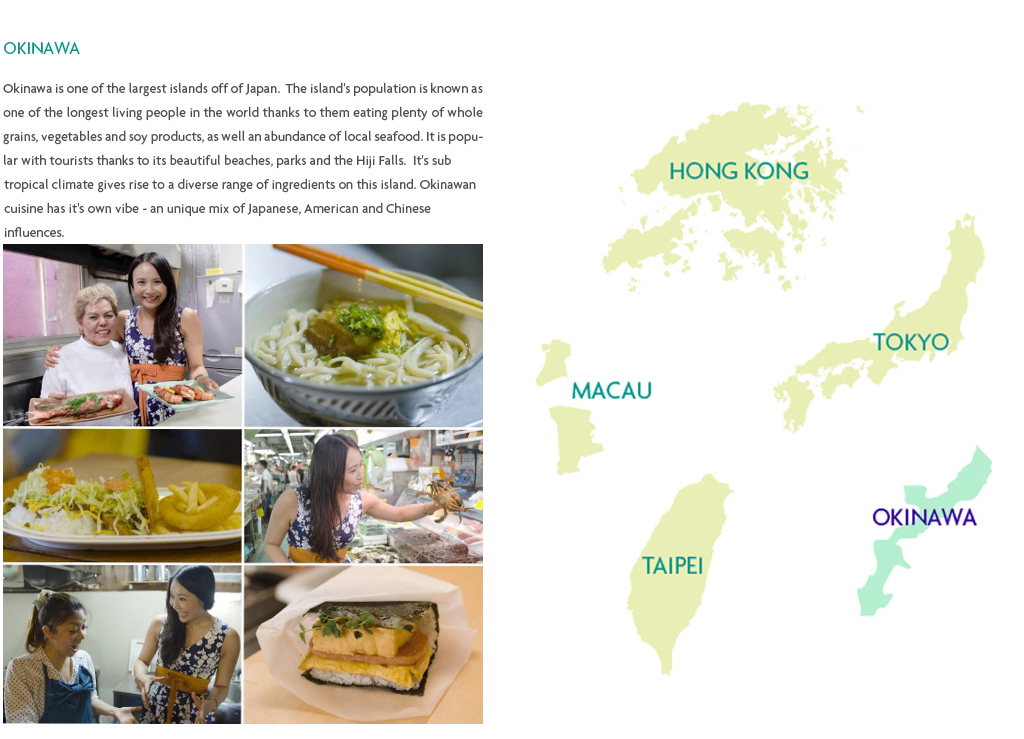 OKINAWA
Okinawa is one of the largest islands off of Japan.  The island's population is known as
one of the longest living people in the world thanks to them eating plenty of whole
grains, vegetables and soy products, as well an abundance of local seafood. It is popu-
lar with tourists thanks to its beautiful beaches, parks and the Hiji Falls.  It's sub
tropical climate gives rise to a diverse range of ingredients on this island. Okinawan
cuisine has it's own vibe - an unique mix of Japanese, American and Chinese
influences.
HONG KONG
TOKYO
MACAU
OKINAWA
TAIPEI